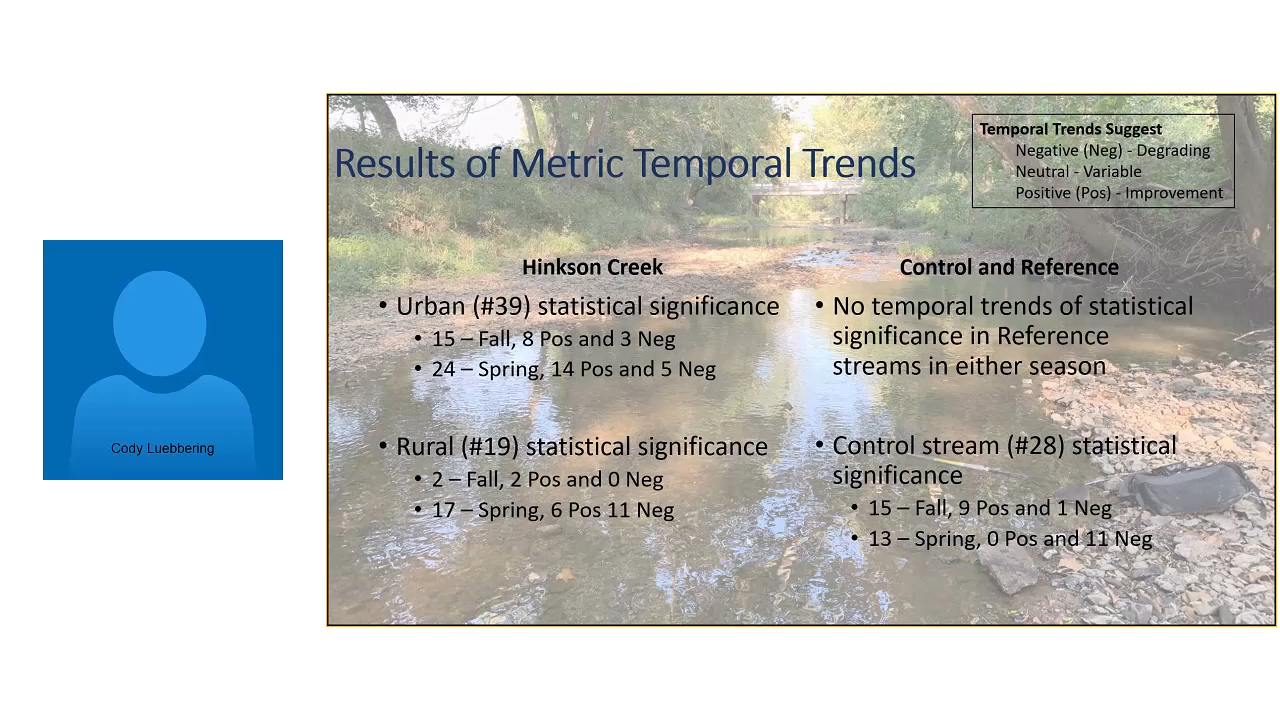 Results of Metric Temporal Trends
Temporal Trends Suggest
Negative (Neg) - Degrading
Neutral - Variable
Positive (Pos) - Improvement
Hinkson Creek
• Urban (#39) statistical significance
• 15 – Fall, 8 Pos and 3 Neg
• 24 – Spring, 14 Pos and 5 Neg
• Rural (#19) statistical significance
• 2 – Fall, 2 Pos and 0 Neg
• 17 – Spring, 6 Pos 11 Neg
Control and Reference
• No temporal trends of statistical
significance in Reference
streams in either season
• Control stream (#28) statistical
significance
• 15 – Fall, 9 Pos and 1 Neg
• 13 – Spring, 0 Pos and 11 Neg
Cody Luebbering